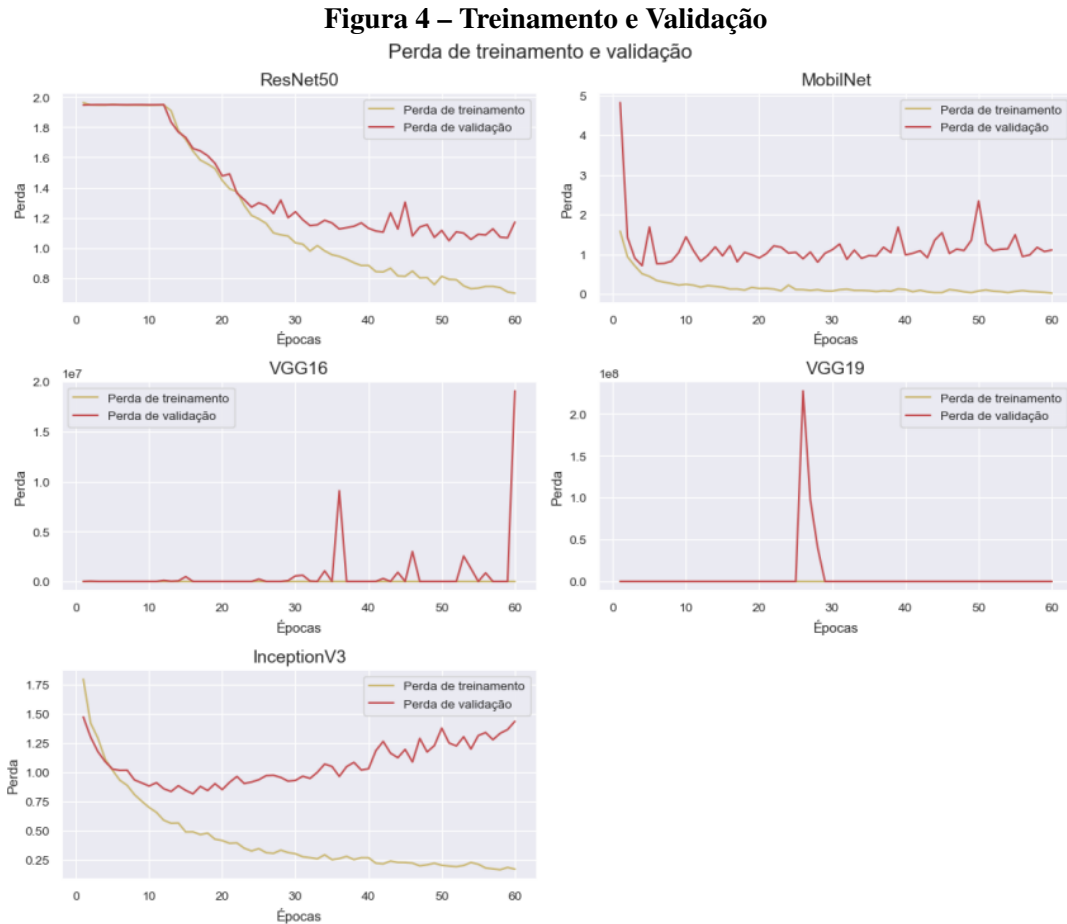 Figura 4 – Treinamento e Validação
Perda de treinamento e validação
ResNet50
2.0
1.8
1.6
1.4
1.2
1.0
0.8
Perda
Perda de treinamento
Perda de validação
0 10 20 30 40 50 60
Épocas
MobilNet
5
4
3
2
1
0
Perda
Perda de treinamento
Perda de validação
0 10 20 30 40 50 60
Épocas
VGG16
1e7
2.0
1.5
1.0
0.5
0.0
Perda
Perda de treinamento
Perda de validação
0 10 20 30 40 50 60
Épocas
VGG19
1e8
2.0
1.5
1.0
0.5
0.0
Perda
Perda de treinamento
Perda de validação
0 10 20 30 40 50 60
Épocas
InceptionV3
1.75
1.50
1.25
1.00
0.75
0.50
0.25
Perda
Perda de treinamento
Perda de validação
0 10 20 30 40 50 60
Épocas